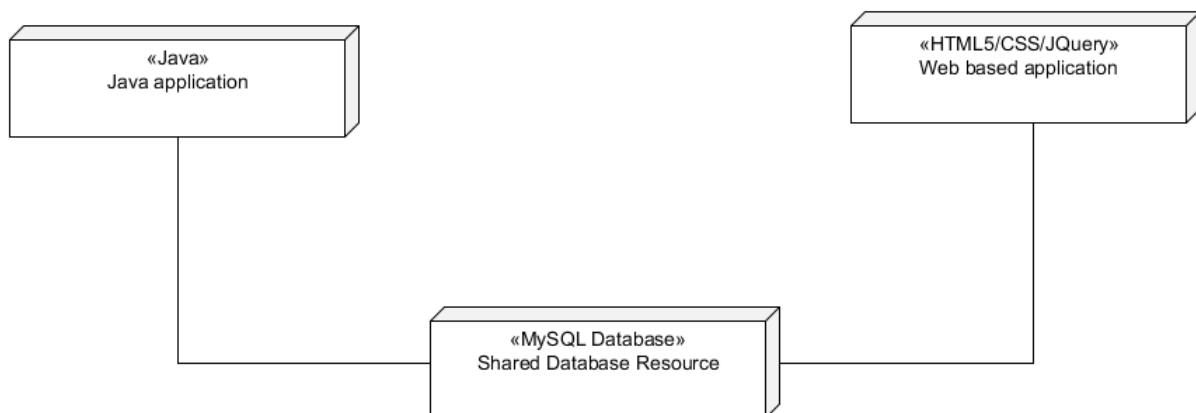 «Java»
Java application
«HTML5/CSS/JQuery»
Web based application
«MySQL Database»
Shared Database Resource